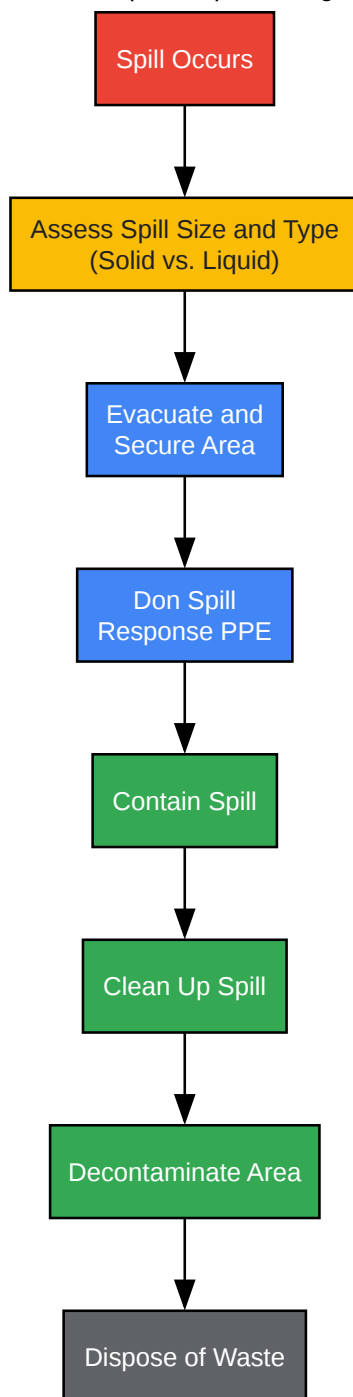 Spill Occurs
Assess Spill Size and Type
(Solid vs. Liquid)
Evacuate and
Secure Area
Don Spill
Response PPE
Contain Spill
Clean Up Spill
Decontaminate Area
Dispose of Waste